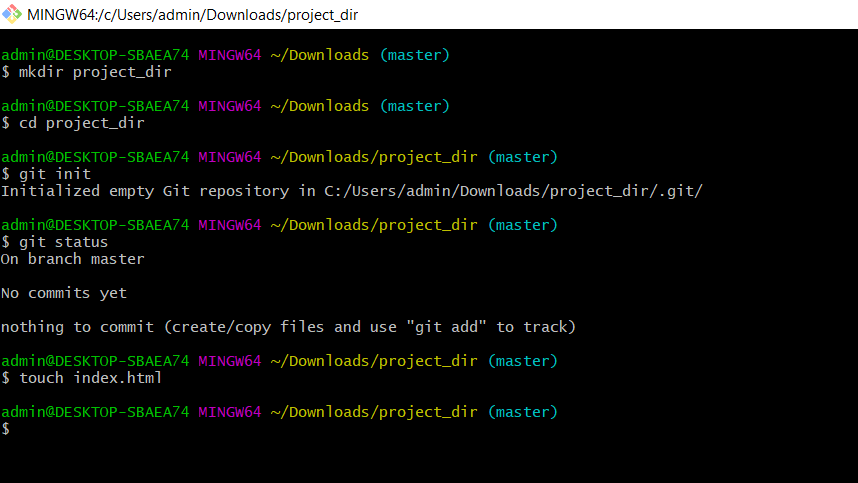 MINGW64:/c/Users/admin/Downloads/project_dir
admin@DESKTOP-SBAEA74 MINGW64 ~/Downloads (master)
$ mkdir project_dir
admin@DESKTOP-SBAEA74 MINGW64 ~/Downloads (master)
$ cd project_dir
admin@DESKTOP-SBAEA74 MINGW64 ~/Downloads/project_dir (master)
$ git init
Initialized empty Git repository in C:/Users/admin/Downloads/project_dir/.git/
admin@DESKTOP-SBAEA74 MINGW64 ~/Downloads/project_dir (master)
$ git status
On branch master
No commits yet
nothing to commit (create/copy files and use "git add" to track)
admin@DESKTOP-SBAEA74 MINGW64 ~/Downloads/project_dir (master)
$ touch index.html
admin@DESKTOP-SBAEA74 MINGW64 ~/Downloads/project_dir (master)
$